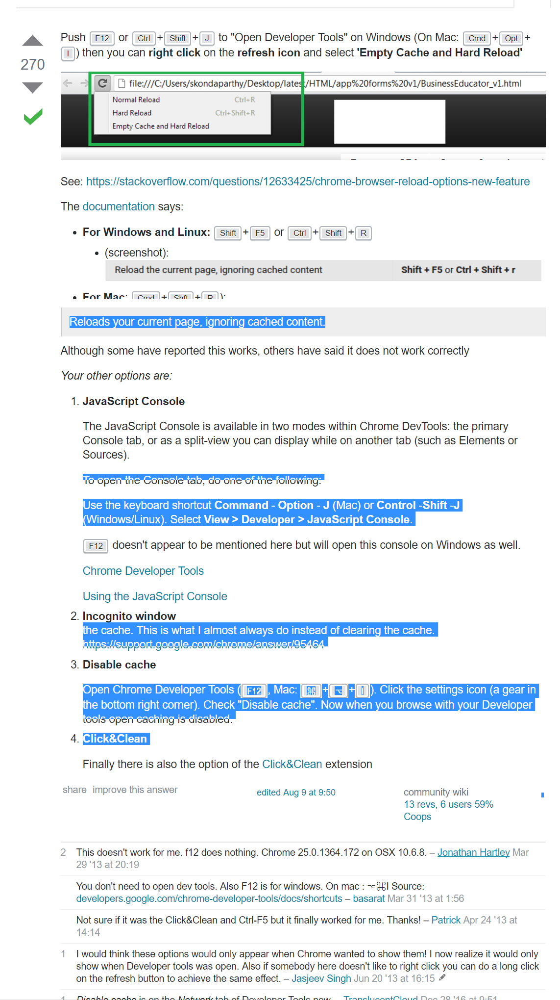 Push F12 or Ctrl + Shift + J to "Open Developer Tools" on Windows (On Mac: Cmd + Opt +
I ) then you can right click on the refresh icon and select 'Empty Cache and Hard Reload'
270
file:///C:/Users/skondaparthy/Desktop/latest/HTML/app%20forms%20v1/BusinessEducator_v1.html
Normal Reload Ctrl+R
Hard Reload Ctrl+Shift+R
Empty Cache and Hard Reload
See: https://stackoverflow.com/questions/12633425/chrome-browser-reload-options-new-feature
The documentation says:
• For Windows and Linux: Shift + F5 or Ctrl + Shift + R
• (screenshot):
Reload the current page, ignoring cached content Shift + F5 or Ctrl + Shift + r
• For Mac: Cmd + Shft + R ):
Reloads your current page, ignoring cached content.
Although some have reported this works, others have said it does not work correctly
Your other options are:
1. JavaScript Console
The JavaScript Console is available in two modes within Chrome DevTools: the primary
Console tab, or as a split-view you can display while on another tab (such as Elements or
Sources).
To open the Console tab, do one of the following:
Use the keyboard shortcut Command - Option - J (Mac) or Control -Shift -J
(Windows/Linux). Select View > Developer > JavaScript Console.
F12 doesn't appear to be mentioned here but will open this console on Windows as well.
Chrome Developer Tools
Using the JavaScript Console
2. Incognito window
the cache. This is what I almost always do instead of clearing the cache.
https://support.google.com/chrome/answer/95464
3. Disable cache
Open Chrome Developer Tools ( F12 , Mac: ⌘ + ⌥ + I ). Click the settings icon (a gear in
the bottom right corner). Check "Disable cache". Now when you browse with your Developer
tools open caching is disabled.
4. Click&Clean
Finally there is also the option of the Click&Clean extension
share improve this answer
edited Aug 9 at 9:50
community wiki
13 revs, 6 users 59%
Coops
2 This doesn't work for me. f12 does nothing. Chrome 25.0.1364.172 on OSX 10.6.8. – Jonathan Hartley Mar
29 '13 at 20:19
You don't need to open dev tools. Also F12 is for windows. On mac : ⌥⌘I Source:
developers.google.com/chrome-developer-tools/docs/shortcuts – basarat Mar 31 '13 at 1:56
Not sure if it was the Click&Clean and Ctrl-F5 but it finally worked for me. Thanks! – Patrick Apr 24 '13 at
14:14
1 I would think these options would only appear when Chrome wanted to show them! I now realize it would only
show when Developer tools was open. Also if somebody here doesn't like to right click you can do a long click
on the refresh button to achieve the same effect. – Jasjeev Singh Jun 20 '13 at 16:15
1 Disable cache is on the Network tab of Developer Tools now. – TranslucentCloud Dec 28 '16 at 9:51